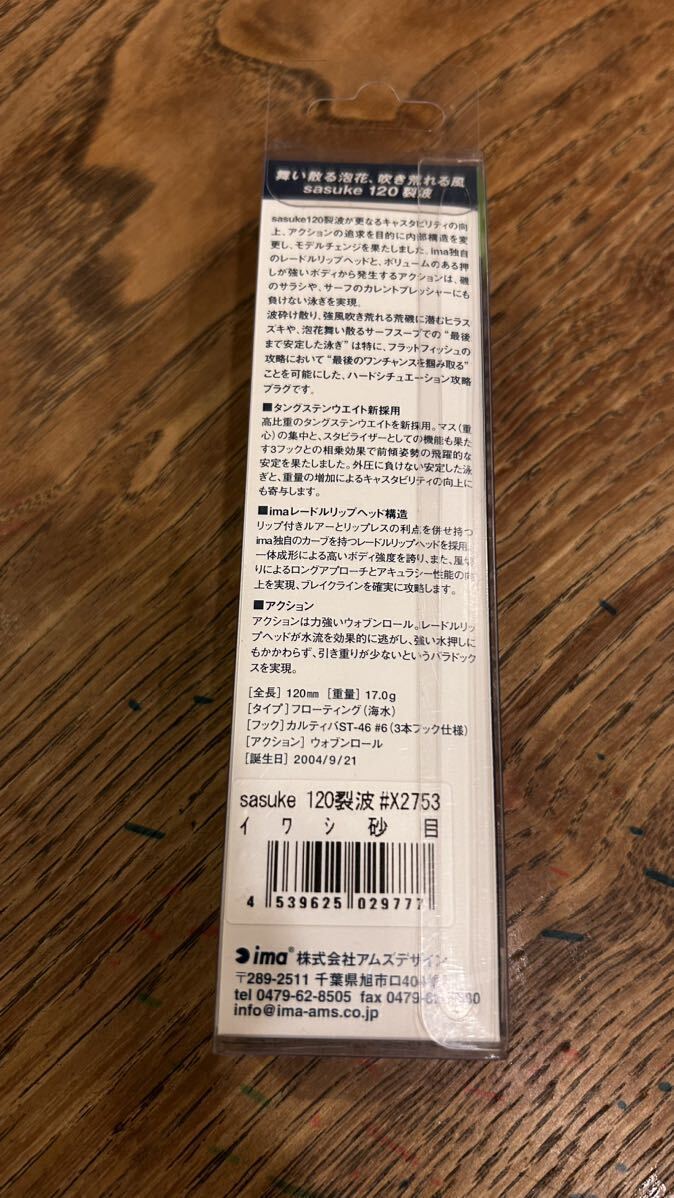 舞い散る泡花、吹き荒れる風
sasuke 120 裂波
sasuke120裂波が更なるキャスタビリティの向
上、アクションの追求を目的に内部構造を変
更し、モデルチェンジを果たしました。ima独自
のレードルリップヘッドと、ボリュームのある押
しが強いボディから発生するアクションは、磯
のサラシや、サーフのカレントプレッシャーにも
負けない泳ぎを実現。
波砕け散り、強風吹き荒れる荒磯に潜むヒラス
ズキや、泡花舞い散るサーフスープでの“最後
まで安定した泳ぎ”は特に、フラットフィッシュの
攻略において“最後のワンチャンスを掴み取る”
ことを可能にした、ハードシチュエーション攻略
プラグです。
■タングステンウエイト新採用
高比重のタングステンウエイトを新採用。マス(重
心)の集中と、スタビライザーとしての機能も果た
す3フックとの相乗効果で前傾姿勢の飛躍的な
安定を果たしました。外圧に負けない安定した泳
ぎと、重量の増加によるキャスタビリティの向上に
も寄与します。
■imaレードルリップヘッド構造
リップ付きルアーとリップレスの利点を併せ持つ
ima独自のカーブを持つレードルリップヘッドを採用。
一体成形による高いボディ強度を誇り、また、風切
りによるロングアプローチとアキュラシー性能の向
上を実現、ブレイクラインを確実に攻略します。
■アクション
アクションは力強いウォブンロール。レードルリッ
プヘッドが水流を効果的に逃がし、強い水押しに
もかかわらず、引き重りが少ないというパラドック
スを実現。
[全長] 120mm [重量] 17.0g
[タイプ] フローティング(海水)
[フック] カルティバST-46 #6(3本フック仕様)
[アクション] ウォブンロール
[誕生日] 2004/9/21
sasuke 120裂波 #X2753
イワシ砂目
4 539625 029777
ima® 株式会社アムズデザイン
〒289-2511 千葉県旭市ロ404
tel 0479-62-8505 fax 0479-6
info@ima-ams.co.jp